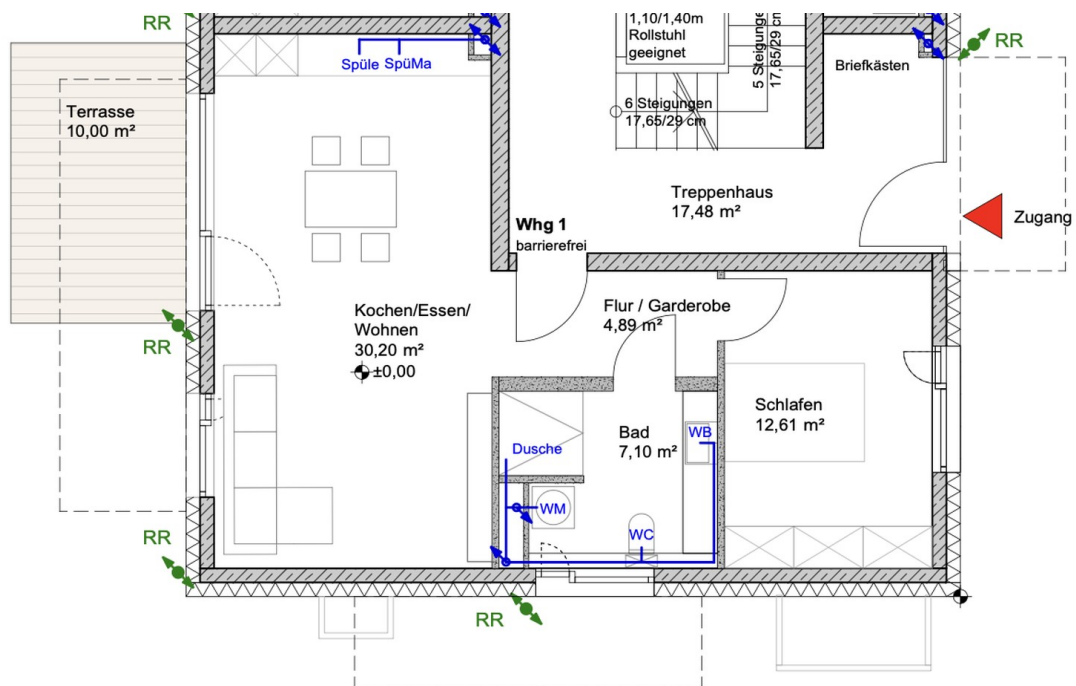 RR
1,10/1,40m
Rollstuhl
geeignet
5 Steigungen
17,65/29 cm
RR
Spüle SpüMa
Briefkästen
Terrasse
10,00 m²
6 Steigungen
17,65/29 cm
Treppenhaus
17,48 m²
Zugang
Whg 1
barrierefrei
Kochen/Essen/
Wohnen
30,20 m²
±0,00
Flur / Garderobe
4,89 m²
RR
Schlafen
12,61 m²
Bad
7,10 m²
WB
Dusche
WM
WC
RR
RR